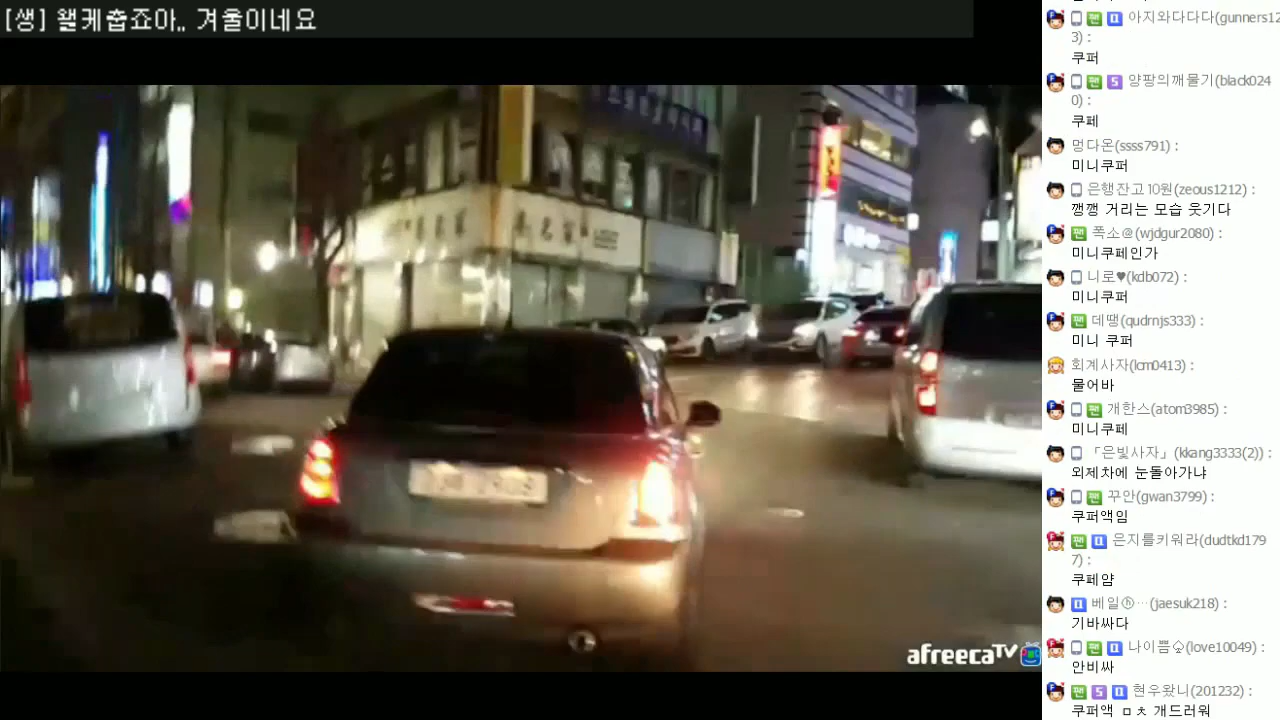 [생] 왤케춥죠아.. 겨울이네요
아지와다다다(gunners12
3) :
쿠퍼
양팡의깨물기(black024
0) :
쿠페
멍다온(ssss791) :
미니쿠퍼
은행잔고10원(zeous1212) :
깽깽 거리는 모습 웃기다
폭소@(wjdgur2080) :
미니쿠페인가
니로♥(kdb072) :
미니쿠퍼
데땡(qudrnjs333) :
미니 쿠퍼
회계사자(lcm0413) :
물어바
개한스(atom3985) :
미니쿠페
「은빛사자」(kkang3333(2)) :
외제차에 눈돌아가냐
꾸안(gwan3799) :
쿠퍼액임
은지를키워라(dudtkd179
7) :
쿠페얌
베일ⓗ…(jaesuk218) :
기바싸다
나이쁨♤(love10049) :
안비싸
현우왔니(201232) :
쿠퍼액 ㅁㅊ 개드러워
afreecaTV